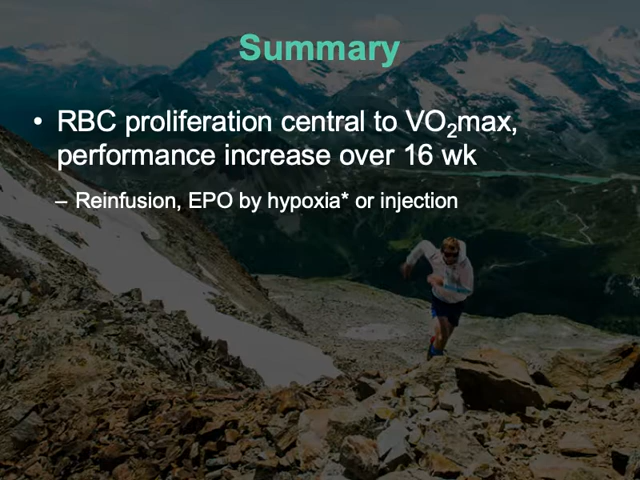 Summary
• RBC proliferation central to VO₂max,
performance increase over 16 wk
– Reinfusion, EPO by hypoxia* or injection